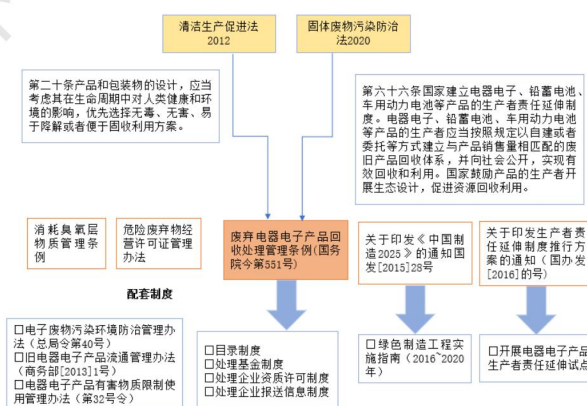 清洁生产促进法
2012
固体废物污染防治
法2020
第二十条产品和包装物的设计，应当
考虑其在生命周期中对人类健康和环
境的影响，优先选择无毒、无害、易
于降解或者便于回收利用方案。
第六十六条国家建立电器电子、铅蓄电池、
车用动力电池等产品的生产者责任延伸制
度。电器电子、铅蓄电池、车用动力电池
等产品的生产者应当按照规定以自建或者
委托等方式建立与产品销售量相匹配的废
旧产品回收体系，并向社会公开，实现有
效回收和利用。国家鼓励产品的生产者开
展生态设计，促进资源回收利用。
消耗臭氧层
物质管理条
例
危险废弃物经
营许可证管理
办法
废弃电器电子产品回
收处理管理条例(国务
院令第551号)
关于印发《中国制
造2025》的通知国
发[2015]28号
关于印发生产者责
任延伸制度推行方
案的通知（国办发
[2016]的号)
配套制度
□电子废物污染环境防治管理办
法（总局令第40号）
□旧电器电子产品流通管理办法
（商务部[2013]1号）
□电器电子产品有害物质限制使
用管理办法（第32号令）
□目录制度
□处理基金制度
□处理企业资质许可制度
□处理企业报送信息制度
□绿色制造工程实
施指南（2016~2020
年）
□开展电器电子产品
生产者责任延伸试点